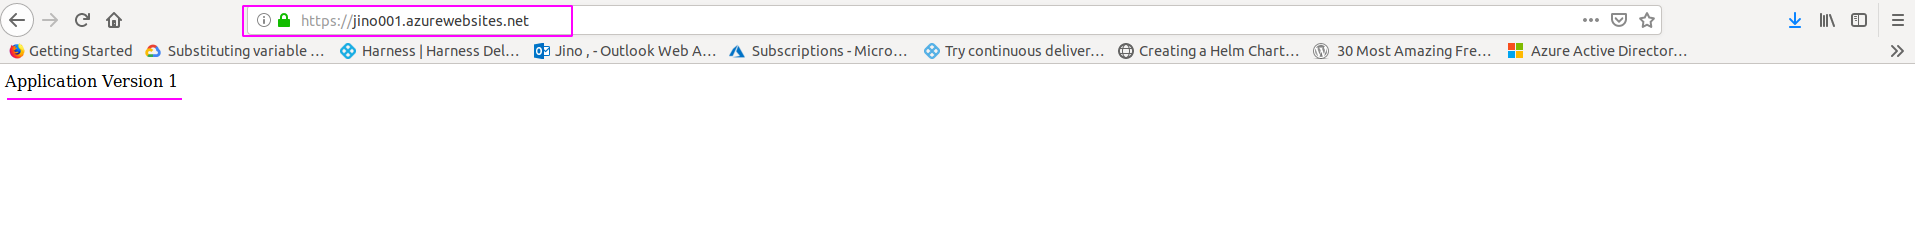 https://jino001.azurewebsites.net
Getting Started Substituting variable ... Harness | Harness Del... Jino , - Outlook Web A... Subscriptions - Micro... Try continuous deliver... Creating a Helm Chart... 30 Most Amazing Fre... Azure Active Director...
Application Version 1